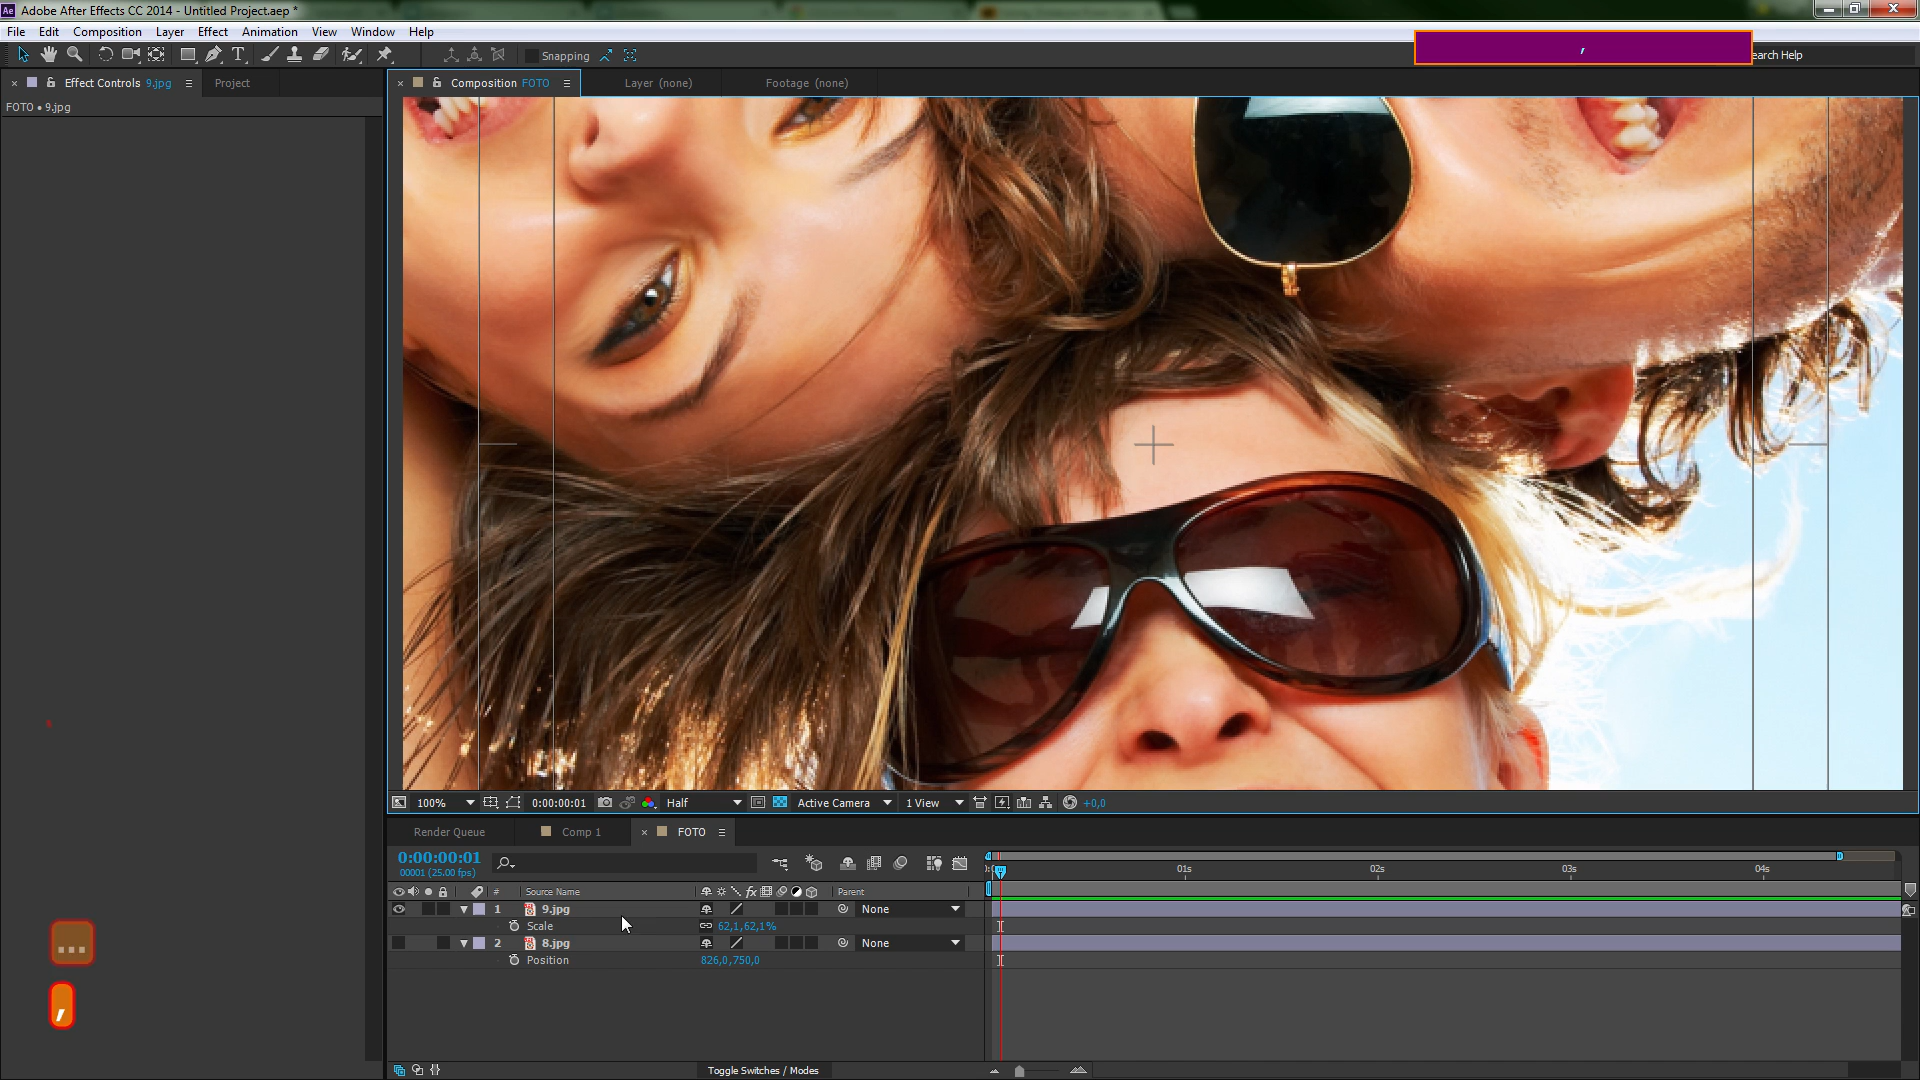 Adobe After Effects CC 2014 - Untitled Project.aep *
File Edit Composition Layer Effect Animation View Window Help
Snapping
,
earch Help
Effect Controls 9.jpg
Project
Composition FOTO
Layer (none)
Footage (none)
FOTO • 9.jpg
100%
0:00:00:01
Half
Active Camera
1 View
+0,0
Render Queue
Comp 1
FOTO
0:00:00:01
00001 (25.00 fps)
01s
02s
03s
04s
#
Source Name
fx
Parent
1
9.jpg
None
Scale
62,1,62,1%
2
8.jpg
None
Position
826,0,750,0
...
,
Toggle Switches / Modes